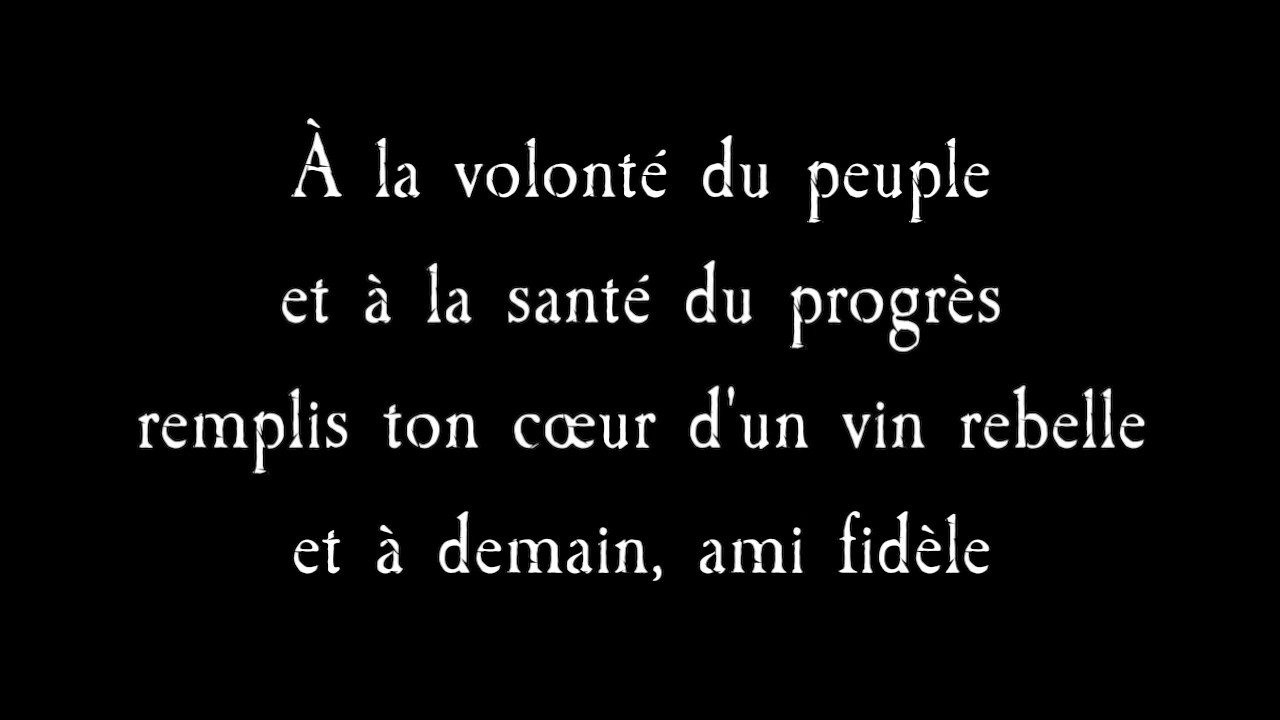 À la volonté du peuple
et à la santé du progrès
remplis ton cœur d'un vin rebelle
et à demain, ami fidèle